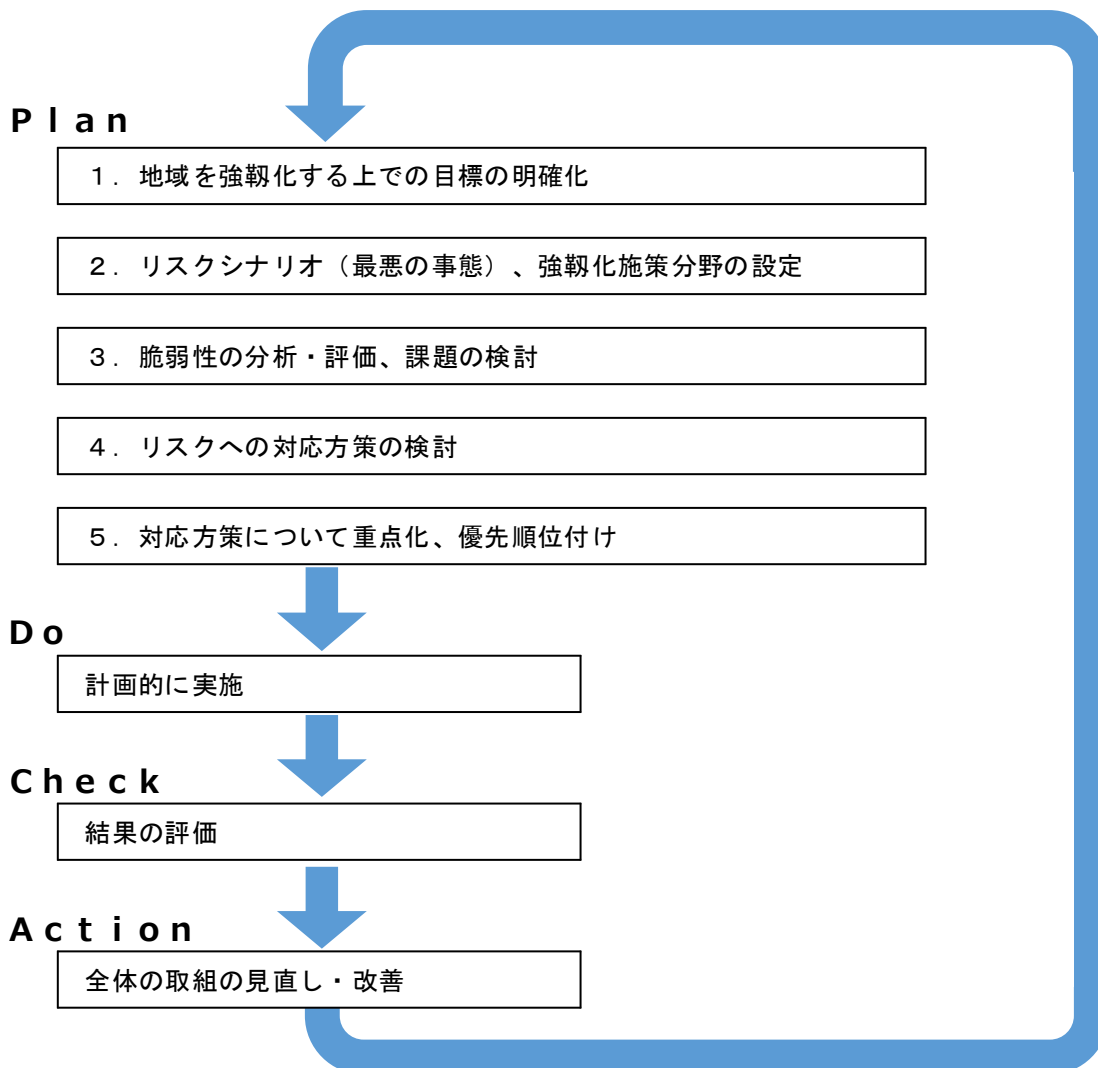 Ｐｌａｎ
１．地域を強靱化する上での目標の明確化
２．リスクシナリオ（最悪の事態）、強靱化施策分野の設定
３．脆弱性の分析・評価、課題の検討
４．リスクへの対応方策の検討
５．対応方策について重点化、優先順位付け
Ｄｏ
計画的に実施
Ｃｈｅｃｋ
結果の評価
Ａｃｔｉｏｎ
全体の取組の見直し・改善